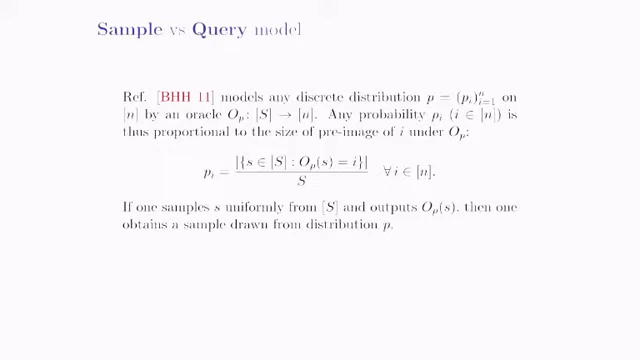 Sample vs Query model
Ref. [BHH 11] models any discrete distribution p = (p_i)_{i=1}^n on
[n] by an oracle O_p : [S] → [n]. Any probability p_i (i ∈ [n]) is
thus proportional to the size of pre-image of i under O_p:
p_i = |{s ∈ [S] : O_p(s) = i}| / S ∀ i ∈ [n].
If one samples s uniformly from [S] and outputs O_p(s), then one
obtains a sample drawn from distribution p.